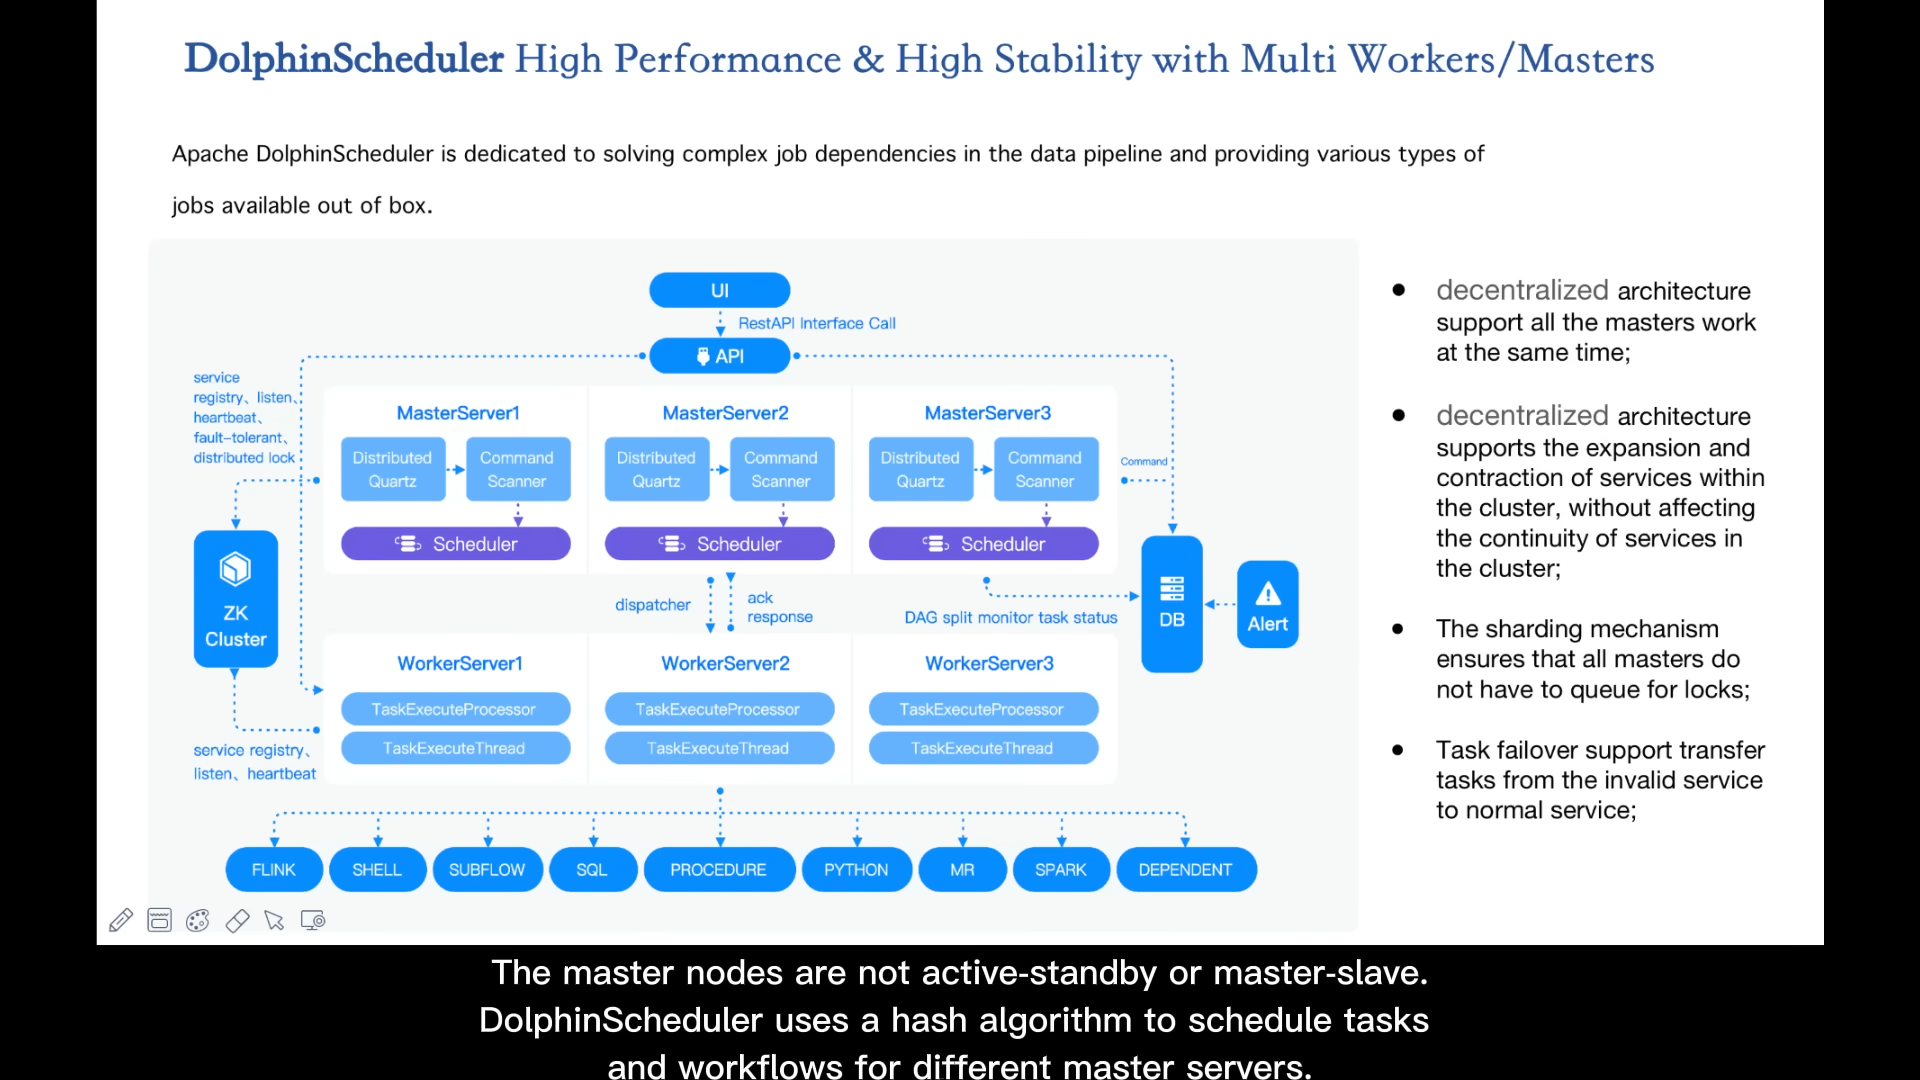 DolphinScheduler High Performance & High Stability with Multi Workers/Masters
Apache DolphinScheduler is dedicated to solving complex job dependencies in the data pipeline and providing various types of
jobs available out of box.
UI
RestAPI Interface Call
API
service
registry、listen、
heartbeat、
fault-tolerant、
distributed lock
MasterServer1
Distributed
Quartz
Command
Scanner
Scheduler
MasterServer2
Distributed
Quartz
Command
Scanner
Scheduler
MasterServer3
Distributed
Quartz
Command
Scanner
Scheduler
Command
ZK
Cluster
dispatcher
ack
response
DAG split monitor task status
DB
Alert
WorkerServer1
TaskExecuteProcessor
TaskExecuteThread
WorkerServer2
TaskExecuteProcessor
TaskExecuteThread
WorkerServer3
TaskExecuteProcessor
TaskExecuteThread
service registry、
listen、heartbeat
FLINK
SHELL
SUBFLOW
SQL
PROCEDURE
PYTHON
MR
SPARK
DEPENDENT
• decentralized architecture
support all the masters work
at the same time;
• decentralized architecture
supports the expansion and
contraction of services within
the cluster, without affecting
the continuity of services in
the cluster;
• The sharding mechanism
ensures that all masters do
not have to queue for locks;
• Task failover support transfer
tasks from the invalid service
to normal service;
The master nodes are not active-standby or master-slave.
DolphinScheduler uses a hash algorithm to schedule tasks
and workflows for different master servers.